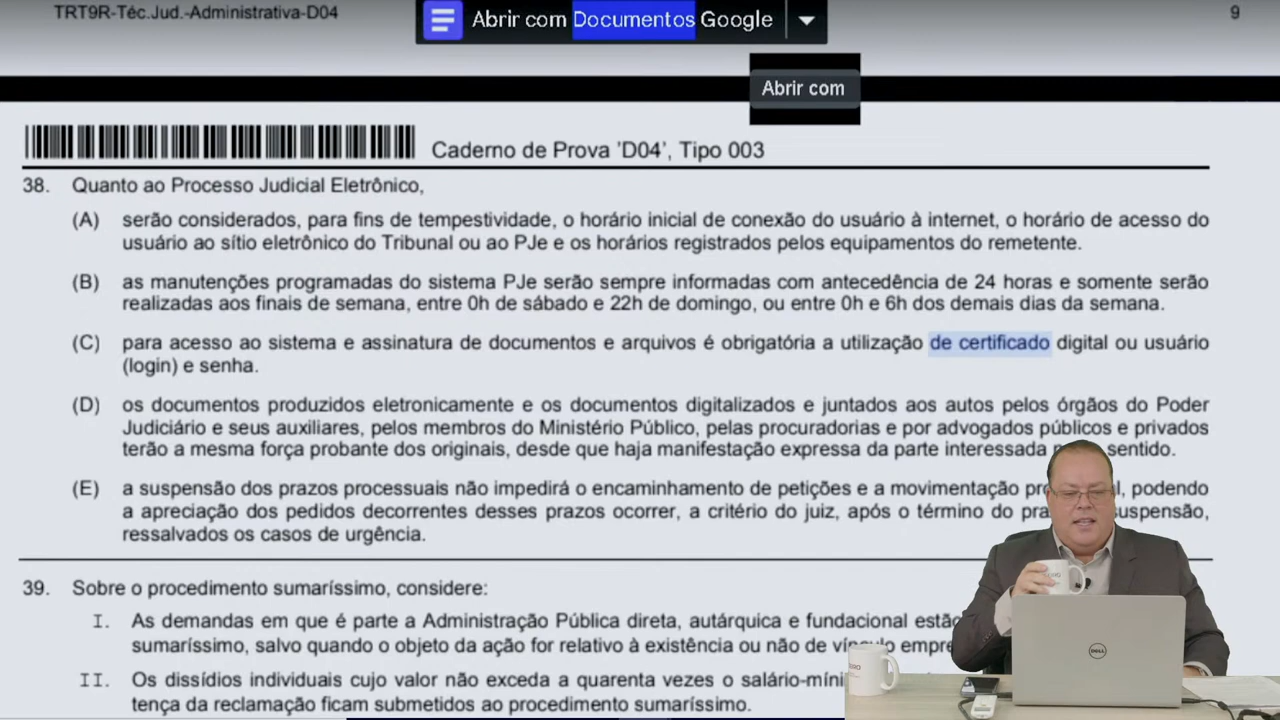 TRT9R-Téc.Jud.-Administrativa-D04
9
Abrir com Documentos Google
Abrir com
Caderno de Prova 'D04', Tipo 003
38. Quanto ao Processo Judicial Eletrônico,
(A) serão considerados, para fins de tempestividade, o horário inicial de conexão do usuário à internet, o horário de acesso do
usuário ao sítio eletrônico do Tribunal ou ao PJe e os horários registrados pelos equipamentos do remetente.
(B) as manutenções programadas do sistema PJe serão sempre informadas com antecedência de 24 horas e somente serão
realizadas aos finais de semana, entre 0h de sábado e 22h de domingo, ou entre 0h e 6h dos demais dias da semana.
(C) para acesso ao sistema e assinatura de documentos e arquivos é obrigatória a utilização de certificado digital ou usuário
(login) e senha.
(D) os documentos produzidos eletronicamente e os documentos digitalizados e juntados aos autos pelos órgãos do Poder
Judiciário e seus auxiliares, pelos membros do Ministério Público, pelas procuradorias e por advogados públicos e privados
terão a mesma força probante dos originais, desde que haja manifestação expressa da parte interessada sentido.
(E) a suspensão dos prazos processuais não impedirá o encaminhamento de petições e a movimentação podendo
a apreciação dos pedidos decorrentes desses prazos ocorrer, a critério do juiz, após o término do suspensão,
ressalvados os casos de urgência.
39. Sobre o procedimento sumaríssimo, considere:
I. As demandas em que é parte a Administração Pública direta, autárquica e fundacional
sumaríssimo, salvo quando o objeto da ação for relativo à existência ou não de
II. Os dissídios individuais cujo valor não exceda a quarenta vezes o
tença da reclamação ficam submetidos ao procedimento sumaríssimo.
DELL